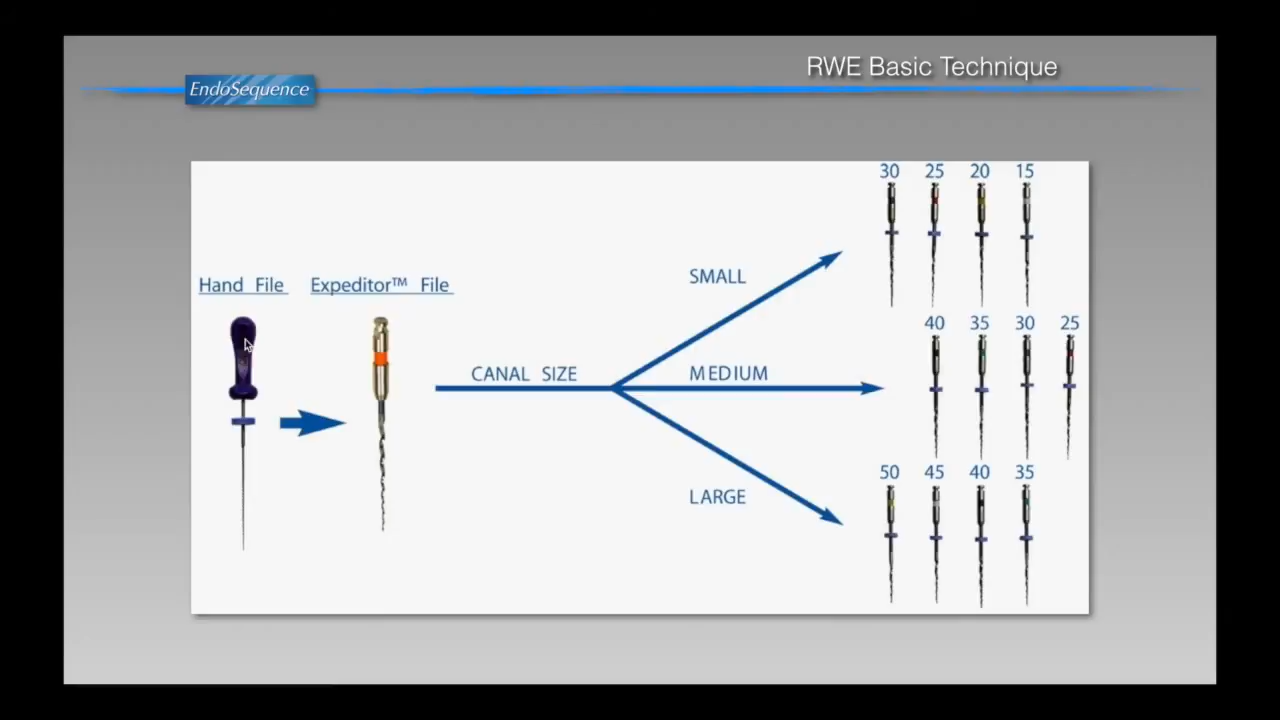 RWE Basic Technique
EndoSequence
30 25 20 15
SMALL
Hand File Expeditor™ File
40 35 30 25
CANAL SIZE MEDIUM
50 45 40 35
LARGE